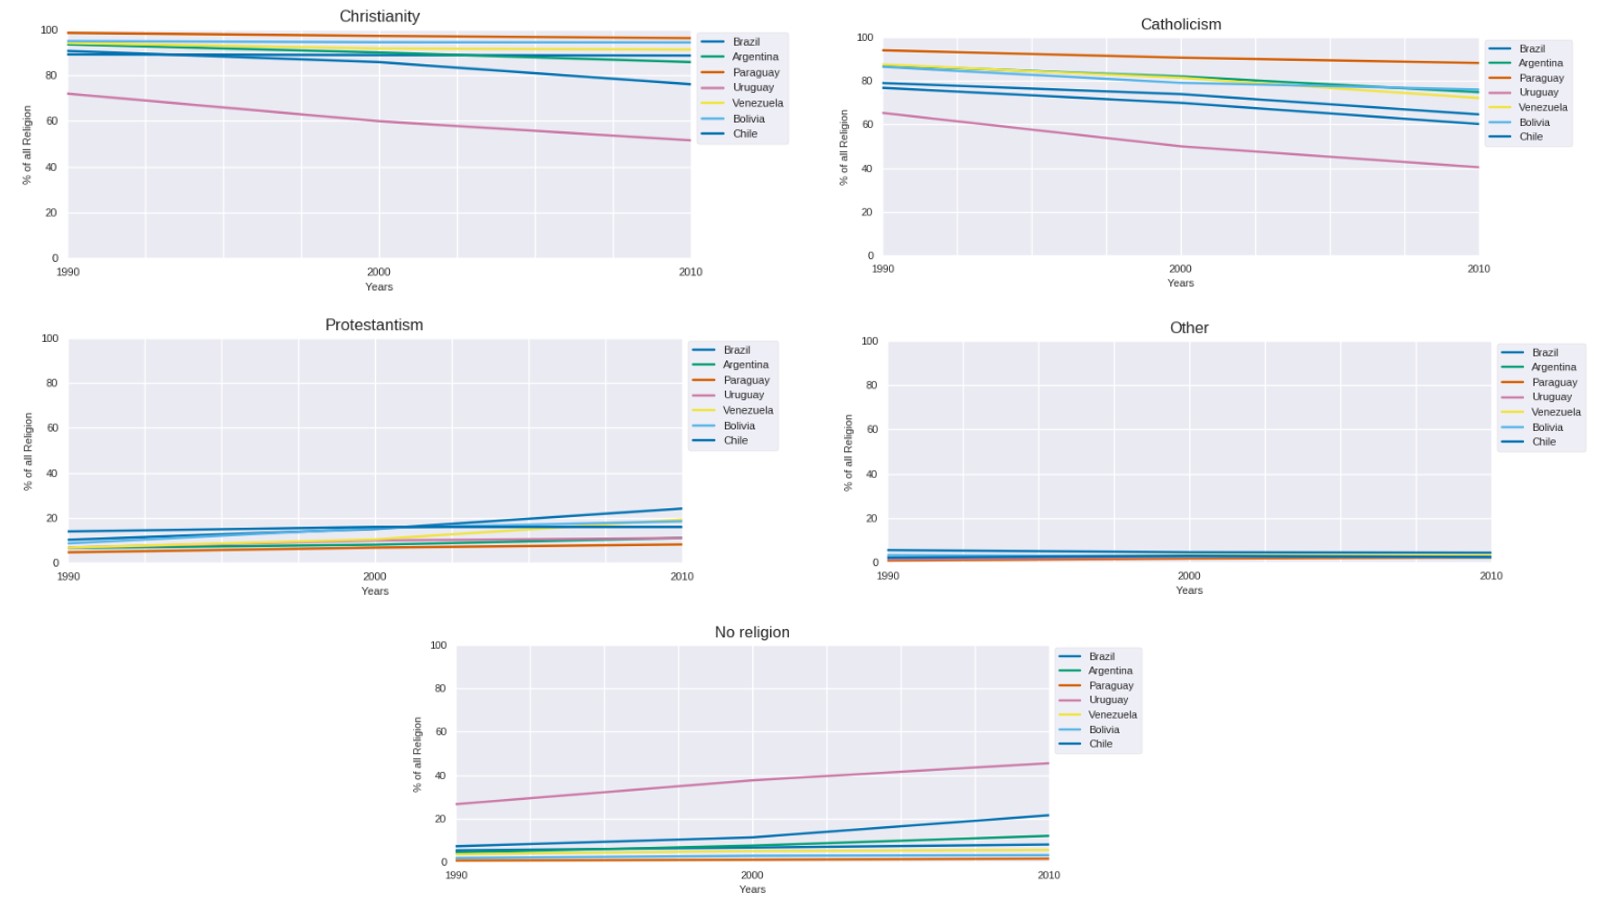 Christianity
100
80
60
40
20
0
% of all Religion
1990
2000
2010
Years
Brazil
Argentina
Paraguay
Uruguay
Venezuela
Bolivia
Chile
Catholicism
100
80
60
40
20
0
% of all Religion
1990
2000
2010
Years
Brazil
Argentina
Paraguay
Uruguay
Venezuela
Bolivia
Chile
Protestantism
100
80
60
40
20
0
% of all Religion
1990
2000
2010
Years
Brazil
Argentina
Paraguay
Uruguay
Venezuela
Bolivia
Chile
Other
100
80
60
40
20
0
% of all Religion
1990
2000
2010
Years
Brazil
Argentina
Paraguay
Uruguay
Venezuela
Bolivia
Chile
No religion
100
80
60
40
20
0
% of all Religion
1990
2000
2010
Years
Brazil
Argentina
Paraguay
Uruguay
Venezuela
Bolivia
Chile